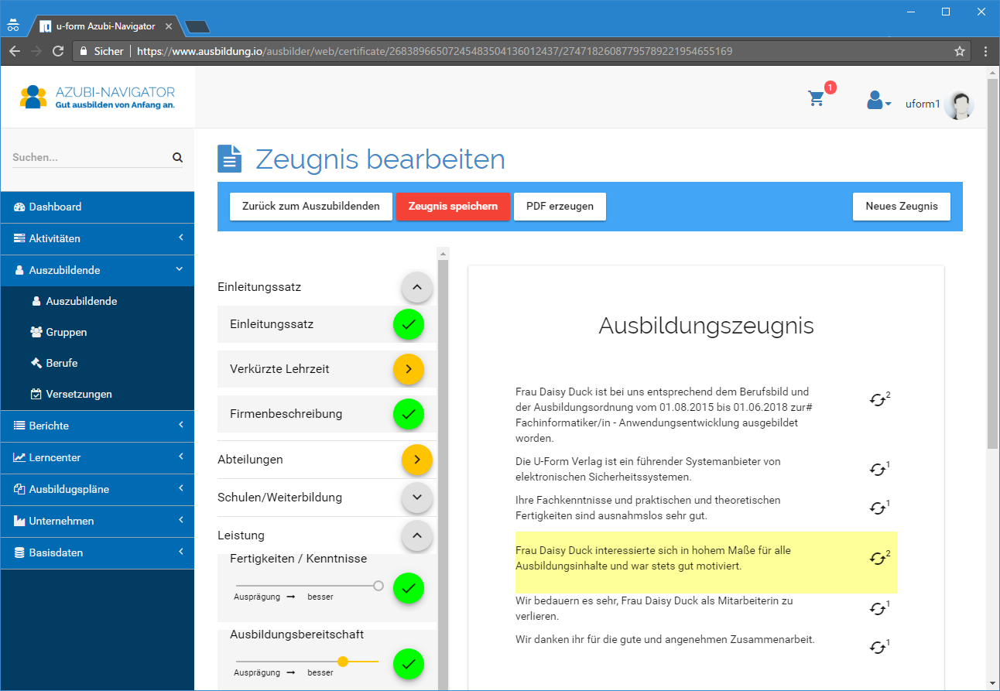 u-form Azubi-Navigator
Sicher
https://www.ausbildung.io/ausbilder/web/certificate/26838966507245483504136012437/27471826087795789221954655169
AZUBI-NAVIGATOR
Gut ausbilden von Anfang an.
1
uform1
Suchen...
Dashboard
Aktivitäten
Auszubildende
Auszubildende
Gruppen
Berufe
Versetzungen
Berichte
Lerncenter
Ausbildugspläne
Unternehmen
Basisdaten
Zeugnis bearbeiten
Zurück zum Auszubildenden
Zeugnis speichern
PDF erzeugen
Neues Zeugnis
Einleitungssatz
Einleitungssatz
Verkürzte Lehrzeit
Firmenbeschreibung
Abteilungen
Schulen/Weiterbildung
Leistung
Fertigkeiten / Kenntnisse
Ausprägung → besser
Ausbildungsbereitschaft
Ausprägung → besser
Ausbildungszeugnis
Frau Daisy Duck ist bei uns entsprechend dem Berufsbild und
2
der Ausbildungsordnung vom 01.08.2015 bis 01.06.2018 zur#
Fachinformatiker/in - Anwendungsentwicklung ausgebildet
worden.
Die U-Form Verlag ist ein führender Systemanbieter von
1
elektronischen Sicherheitssystemen.
Ihre Fachkenntnisse und praktischen und theoretischen
1
Fertigkeiten sind ausnahmslos sehr gut.
Frau Daisy Duck interessierte sich in hohem Maße für alle
2
Ausbildungsinhalte und war stets gut motiviert.
Wir bedauern es sehr, Frau Daisy Duck als Mitarbeiterin zu
1
verlieren.
Wir danken ihr für die gute und angenehmen Zusammenarbeit.
1